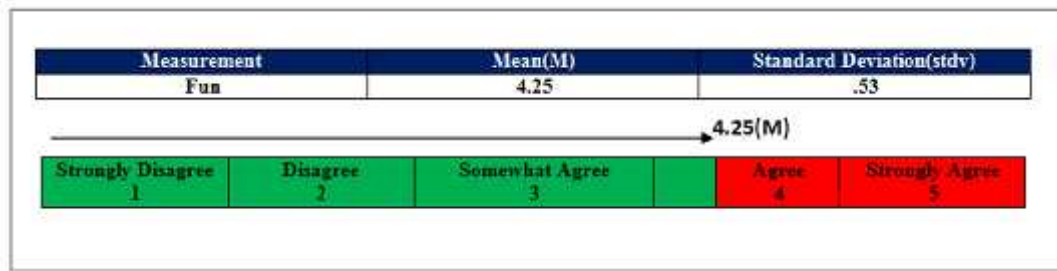 Measurement Mean(M) Standard Deviation(stdv)
Fun 4.25 .53
4.25(M)
Strongly Disagree Disagree Somewhat Agree Agree Strongly Agree
1 2 3 4 5